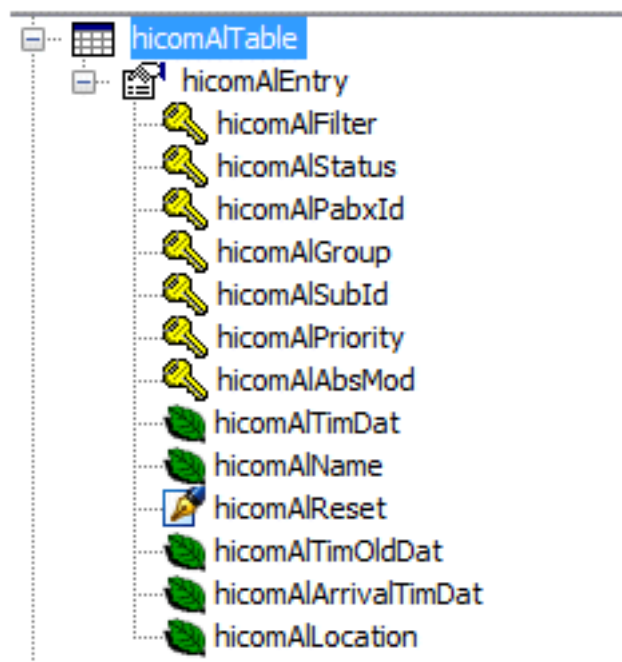 hicomAlTable
hicomAlEntry
hicomAlFilter
hicomAlStatus
hicomAlPabxId
hicomAlGroup
hicomAlSubId
hicomAlPriority
hicomAlAbsMod
hicomAlTimDat
hicomAlName
hicomAlReset
hicomAlTimOldDat
hicomAlArrivalTimDat
hicomAlLocation